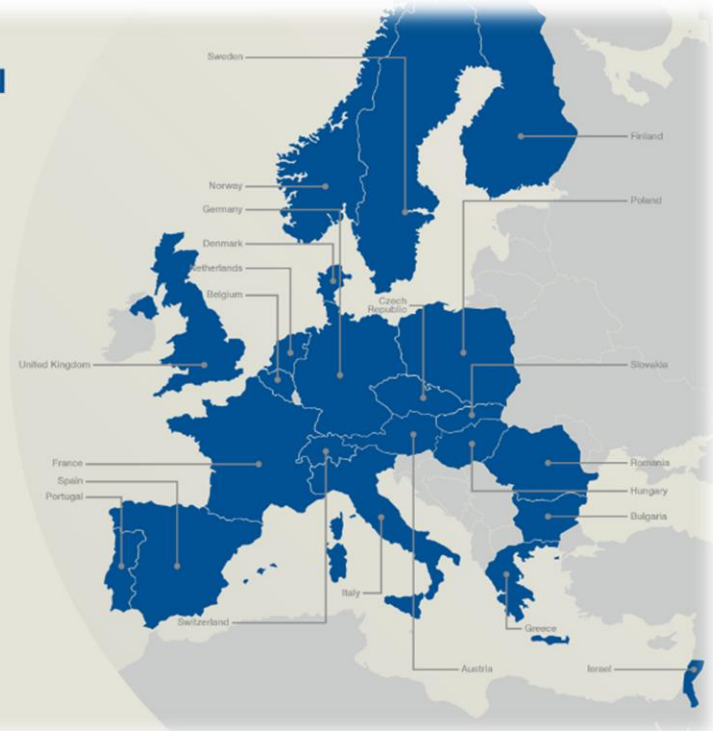 Sweden
Finland
Norway
Poland
Germany
Denmark
Netherlands
Belgium
Czech
Republic
United Kingdom
Slovakia
France
Romania
Spain
Hungary
Portugal
Bulgaria
Italy
Switzerland
Greece
Austria
Israel